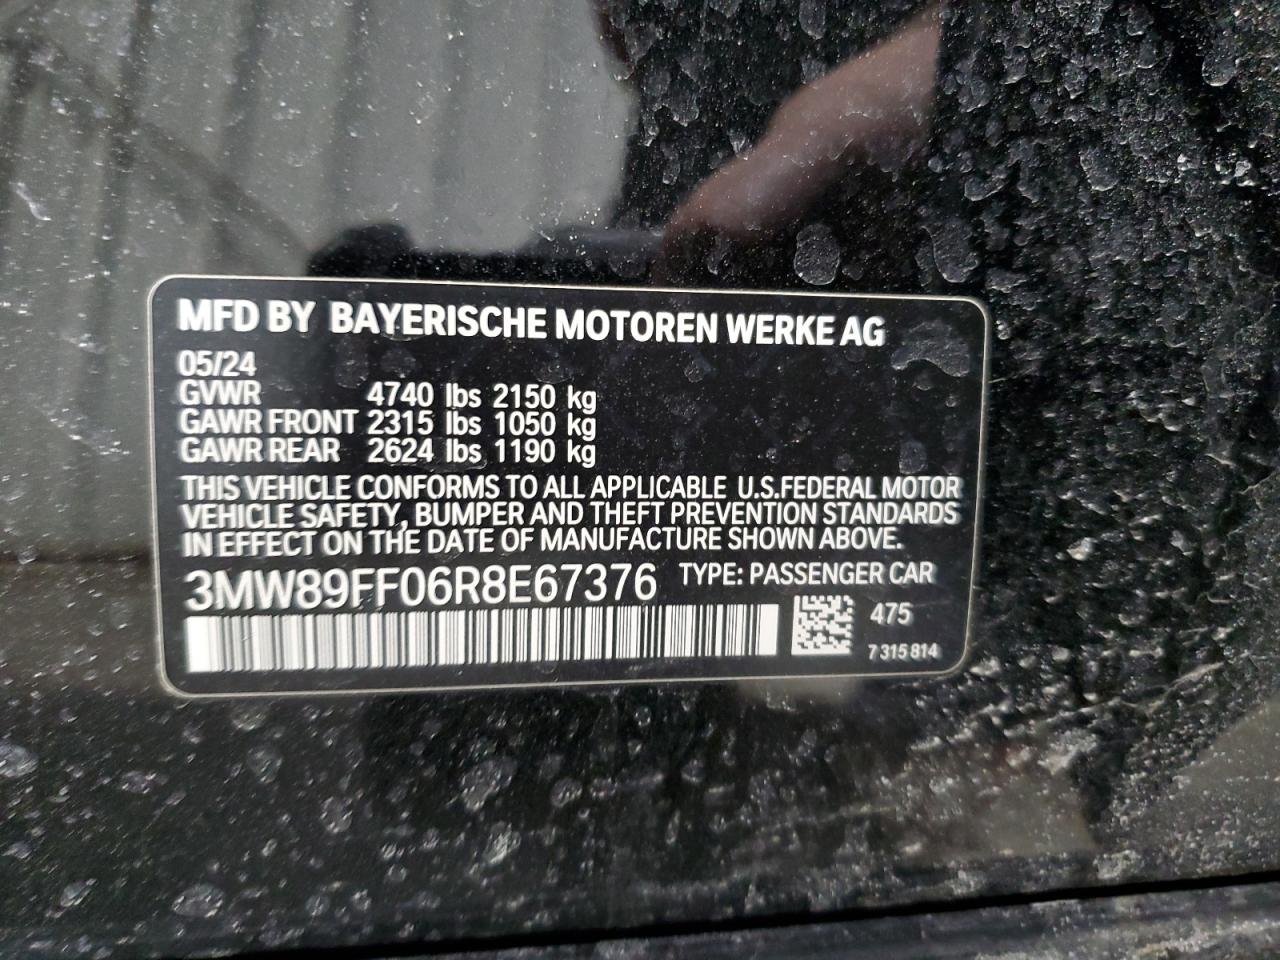 MFD BY BAYERISCHE MOTOREN WERKE AG
05/24
GVWR 4740 lbs 2150 kg
GAWR FRONT 2315 lbs 1050 kg
GAWR REAR 2624 lbs 1190 kg
THIS VEHICLE CONFORMS TO ALL APPLICABLE U.S.FEDERAL MOTOR
VEHICLE SAFETY, BUMPER AND THEFT PREVENTION STANDARDS
IN EFFECT ON THE DATE OF MANUFACTURE SHOWN ABOVE.
3MW89FF06R8E67376 TYPE: PASSENGER CAR
475
7 315 814